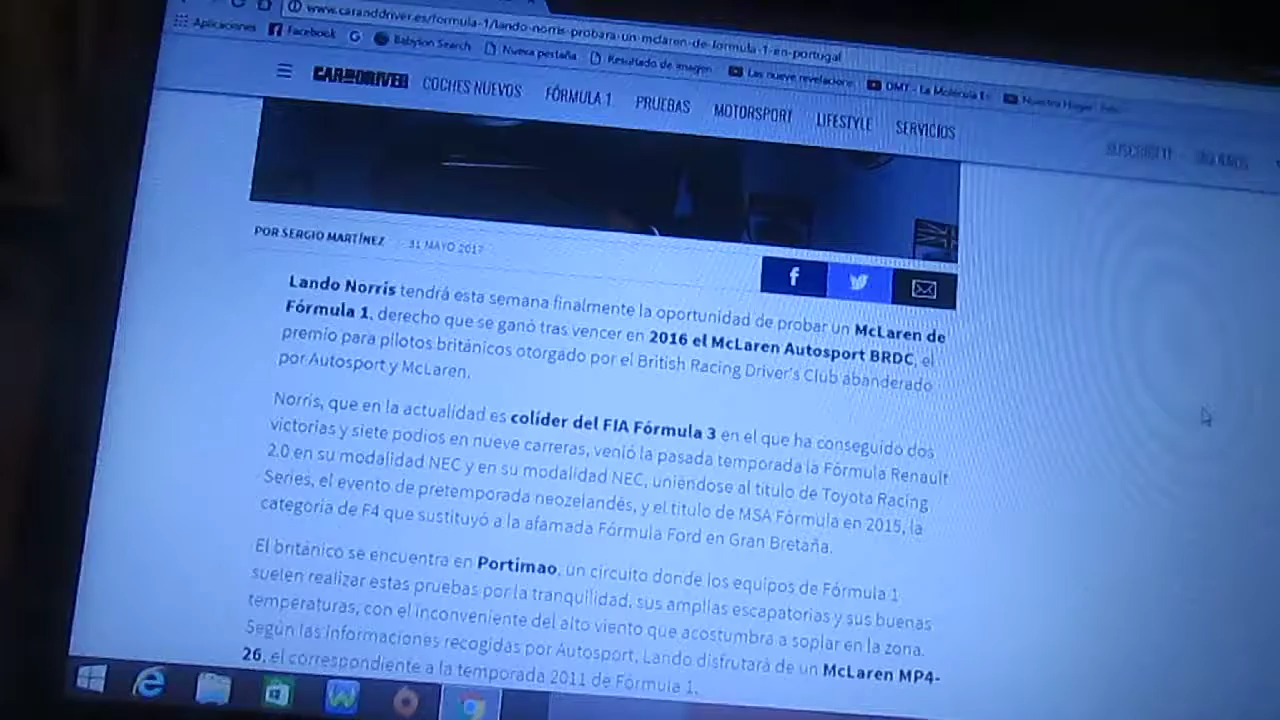 www.caranddriver.es/formula-1/lando-norris-probara-un-mclaren-de-formula-1-en-portugal
Aplicaciones Facebook Babylon Search Nueva pestaña Resultado de imagen Las nueve revelacione DMT - La Molécula
CAR AND DRIVER COCHES NUEVOS FÓRMULA 1 PRUEBAS MOTORSPORT LIFESTYLE SERVICIOS
POR SERGIO MARTÍNEZ 31 MAYO 2017
Lando Norris tendrá esta semana finalmente la oportunidad de probar un McLaren de
Fórmula 1, derecho que se ganó tras vencer en 2016 el McLaren Autosport BRDC, el
premio para pilotos británicos otorgado por el British Racing Driver's Club abanderado
por Autosport y McLaren.
Norris, que en la actualidad es colíder del FIA Fórmula 3 en el que ha conseguido dos
victorias y siete podios en nueve carreras, venió la pasada temporada la Fórmula Renault
2.0 en su modalidad NEC y en su modalidad NEC, uniéndose al título de Toyota Racing
Series, el evento de pretemporada neozelandés, y el título de MSA Fórmula en 2015, la
categoría de F4 que sustituyó a la afamada Fórmula Ford en Gran Bretaña.
El británico se encuentra en Portimao, un circuito donde los equipos de Fórmula 1
suelen realizar estas pruebas por la tranquilidad, sus amplias escapatorias y sus buenas
temperaturas, con el inconveniente del alto viento que acostumbra a soplar en la zona.
Según las informaciones recogidas por Autosport, Lando disfrutará de un McLaren MP4-
26, el correspondiente a la temporada 2011 de Fórmula 1.